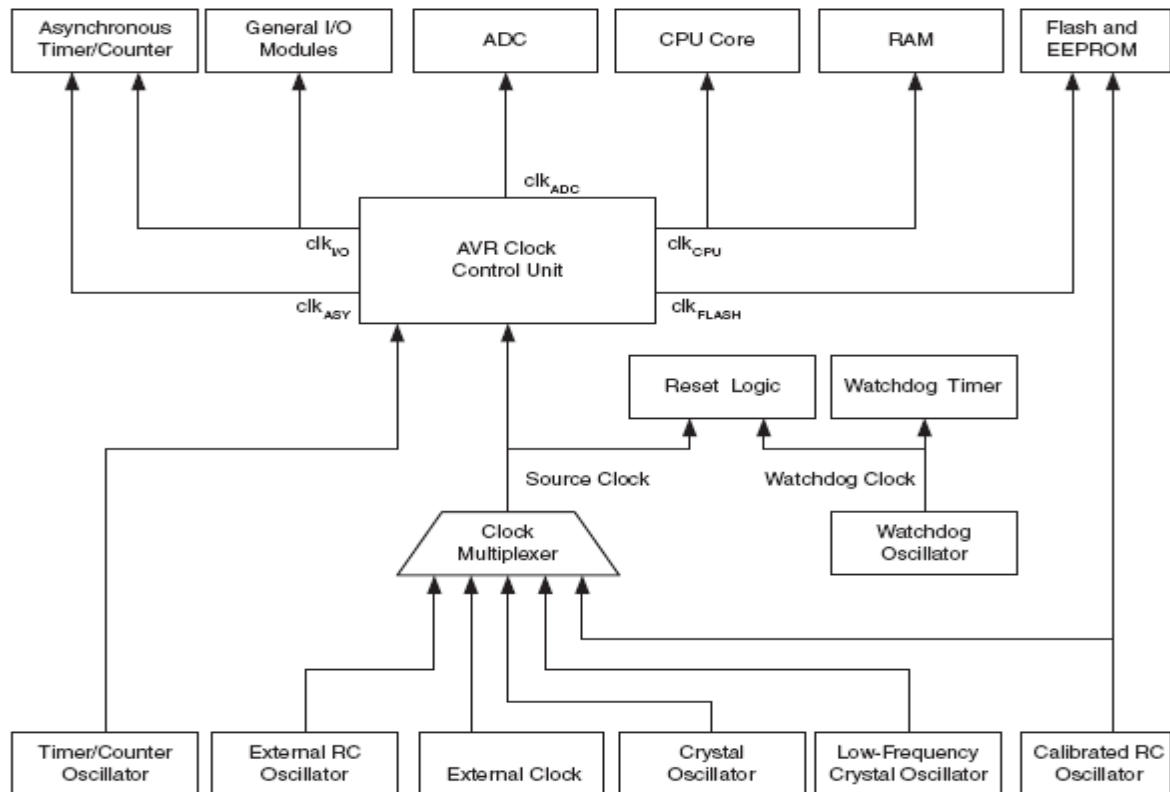 Asynchronous
Timer/Counter
General I/O
Modules
ADC
CPU Core
RAM
Flash and
EEPROM
clkADC
clkI/O
AVR Clock
Control Unit
clkCPU
clkASY
clkFLASH
Reset Logic
Watchdog Timer
Source Clock
Watchdog Clock
Clock
Multiplexer
Watchdog
Oscillator
Timer/Counter
Oscillator
External RC
Oscillator
External Clock
Crystal
Oscillator
Low-Frequency
Crystal Oscillator
Calibrated RC
Oscillator